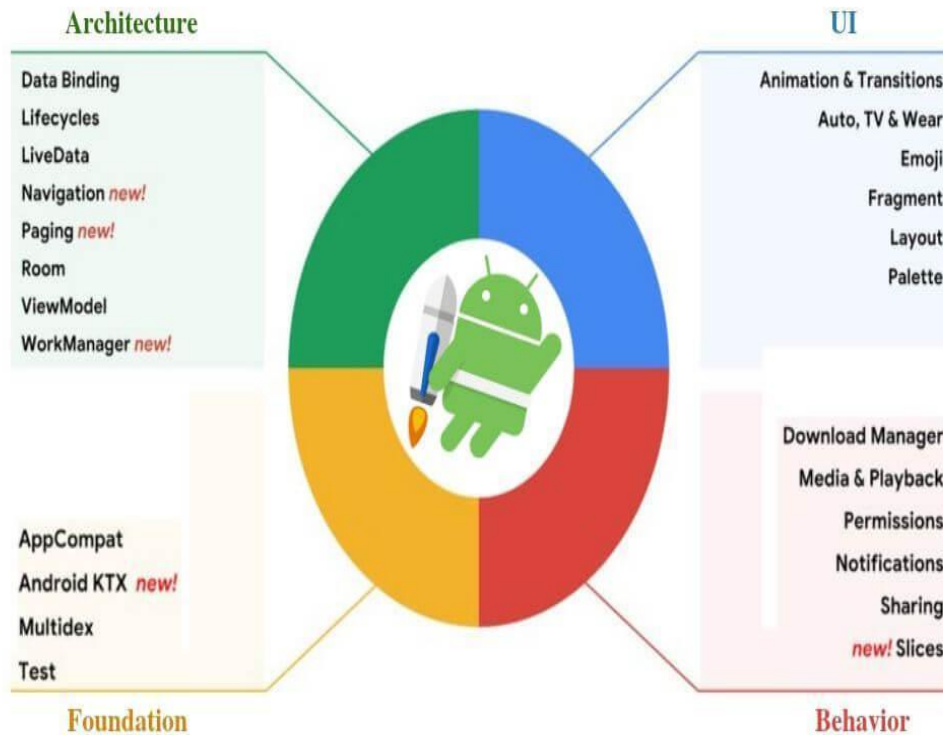 Architecture
Data Binding
Lifecycles
LiveData
Navigation new!
Paging new!
Room
ViewModel
WorkManager new!
UI
Animation & Transitions
Auto, TV & Wear
Emoji
Fragment
Layout
Palette
AppCompat
Android KTX new!
Multidex
Test
Foundation
Download Manager
Media & Playback
Permissions
Notifications
Sharing
new! Slices
Behavior